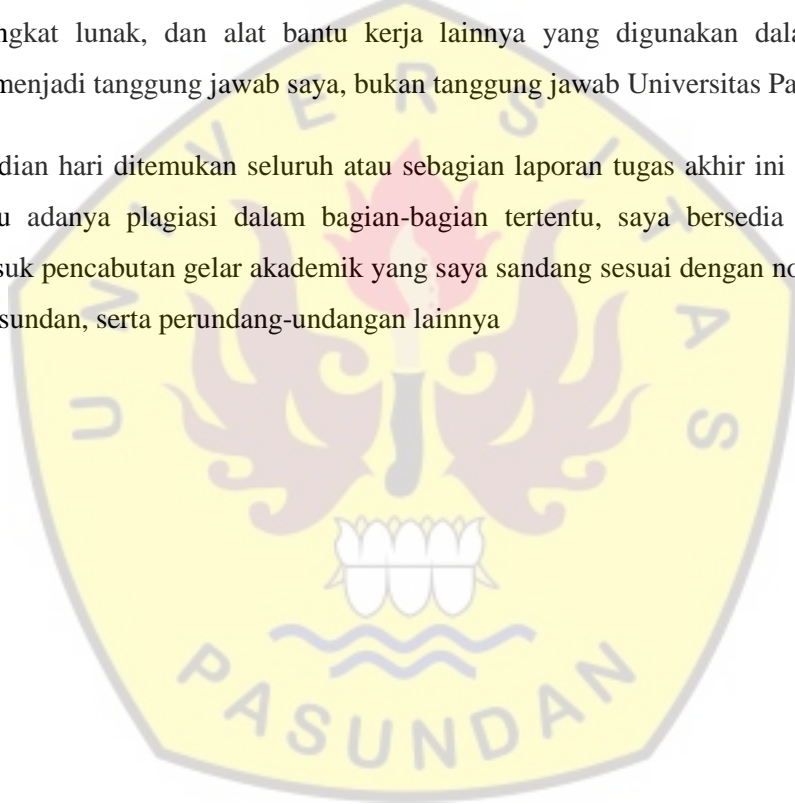 ngkat lunak, dan alat bantu kerja lainnya yang digunakan dala
menjadi tanggung jawab saya, bukan tanggung jawab Universitas Pa
dian hari ditemukan seluruh atau sebagian laporan tugas akhir ini
u adanya plagiasi dalam bagian-bagian tertentu, saya bersedia
suk pencabutan gelar akademik yang saya sandang sesuai dengan no
sundan, serta perundang-undangan lainnya
UNIVERSITAS
PASUNDAN